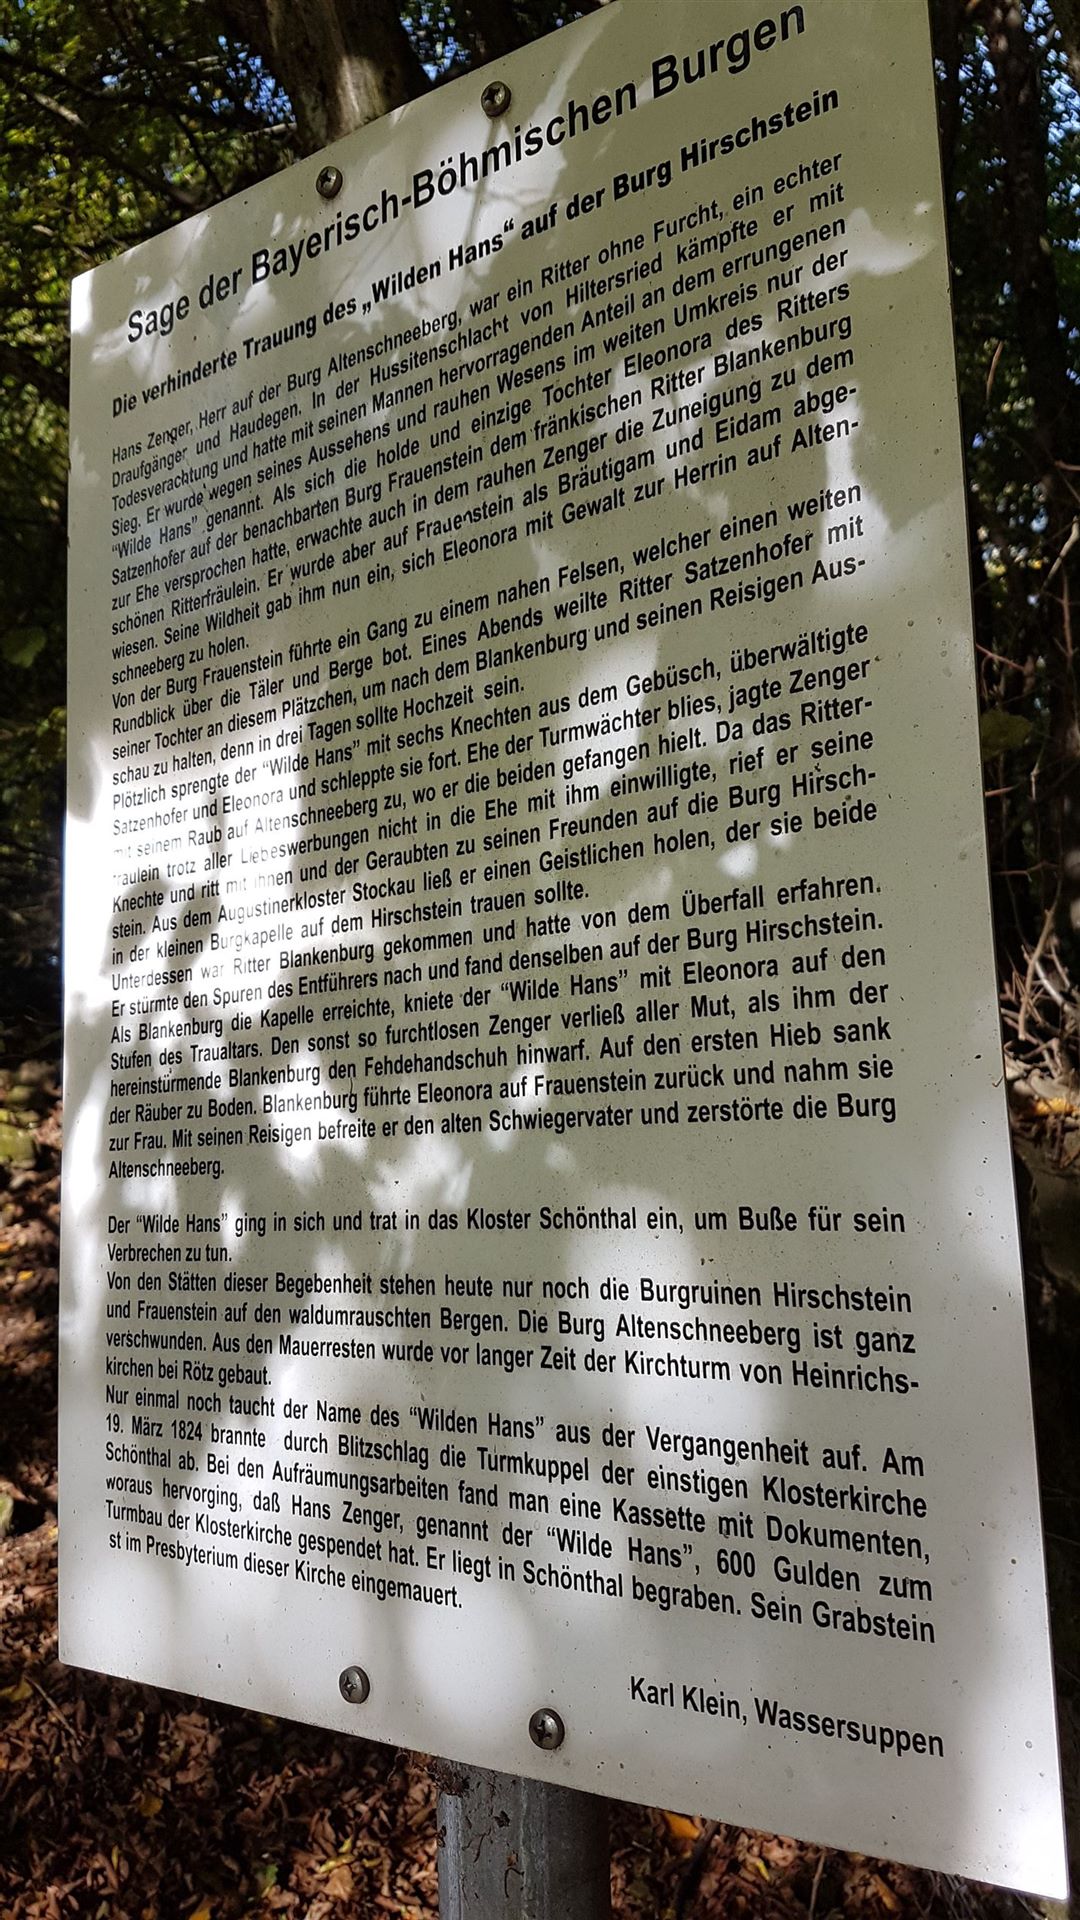 Sage der Bayerisch-Böhmischen Burgen
Die verhinderte Trauung des „Wilden Hans“ auf der Burg Hirschstein
Hans Zenger, Herr auf der Burg Altenschneeberg, war ein Ritter ohne Furcht, ein echter
Draufgänger und Haudegen. In der Hussitenschlacht von Hiltersried kämpfte er mit
Todesverachtung und hatte mit seinen Mannen hervorragenden Anteil an dem errungenen
Sieg. Er wurde wegen seines Aussehens und rauhen Wesens im weiten Umkreis nur der
“Wilde Hans” genannt. Als sich die holde und einzige Tochter Eleonora des Ritters
Satzenhofer auf der benachbarten Burg Frauenstein dem fränkischen Ritter Blankenburg
zur Ehe versprochen hatte, erwachte auch in dem rauhen Zenger die Zuneigung zu dem
schönen Ritterfräulein. Er wurde aber auf Frauenstein als Bräutigam und Eidam abge-
wiesen. Seine Wildheit gab ihm nun ein, sich Eleonora mit Gewalt zur Herrin auf Alten-
schneeberg zu holen.
Von der Burg Frauenstein führte ein Gang zu einem nahen Felsen, welcher einen weiten
Rundblick über die Täler und Berge bot. Eines Abends weilte Ritter Satzenhofer mit
seiner Tochter an diesem Plätzchen, um nach dem Blankenburg und seinen Reisigen Aus-
schau zu halten, denn in drei Tagen sollte Hochzeit sein.
Plötzlich sprengte der “Wilde Hans” mit sechs Knechten aus dem Gebüsch, überwältigte
Satzenhofer und Eleonora und schleppte sie fort. Ehe der Turmwächter blies, jagte Zenger
mit seinem Raub auf Altenschneeberg zu, wo er die beiden gefangen hielt. Da das Ritter-
fräulein trotz aller Liebeswerbungen nicht in die Ehe mit ihm einwilligte, rief er seine
Knechte und ritt mit ihnen und der Geraubten zu seinen Freunden auf die Burg Hirsch-
stein. Aus dem Augustinerkloster Stockau ließ er einen Geistlichen holen, der sie beide
in der kleinen Burgkapelle auf dem Hirschstein trauen sollte.
Unterdessen war Ritter Blankenburg gekommen und hatte von dem Überfall erfahren.
Er stürmte den Spuren des Entführers nach und fand denselben auf der Burg Hirschstein.
Als Blankenburg die Kapelle erreichte, kniete der “Wilde Hans” mit Eleonora auf den
Stufen des Traualtars. Den sonst so furchtlosen Zenger verließ aller Mut, als ihm der
hereinstürmende Blankenburg den Fehdehandschuh hinwarf. Auf den ersten Hieb sank
der Räuber zu Boden. Blankenburg führte Eleonora auf Frauenstein zurück und nahm sie
zur Frau. Mit seinen Reisigen befreite er den alten Schwiegervater und zerstörte die Burg
Altenschneeberg.
Der “Wilde Hans” ging in sich und trat in das Kloster Schönthal ein, um Buße für sein
Verbrechen zu tun.
Von den Stätten dieser Begebenheit stehen heute nur noch die Burgruinen Hirschstein
und Frauenstein auf den waldumrauschten Bergen. Die Burg Altenschneeberg ist ganz
verschwunden. Aus den Mauerresten wurde vor langer Zeit der Kirchturm von Heinrichs-
kirchen bei Rötz gebaut.
Nur einmal noch taucht der Name des “Wilden Hans” aus der Vergangenheit auf. Am
19. März 1824 brannte durch Blitzschlag die Turmkuppel der einstigen Klosterkirche
Schönthal ab. Bei den Aufräumungsarbeiten fand man eine Kassette mit Dokumenten,
woraus hervorging, daß Hans Zenger, genannt der “Wilde Hans”, 600 Gulden zum
Turmbau der Klosterkirche gespendet hat. Er liegt in Schönthal begraben. Sein Grabstein
st im Presbyterium dieser Kirche eingemauert.
Karl Klein, Wassersuppen